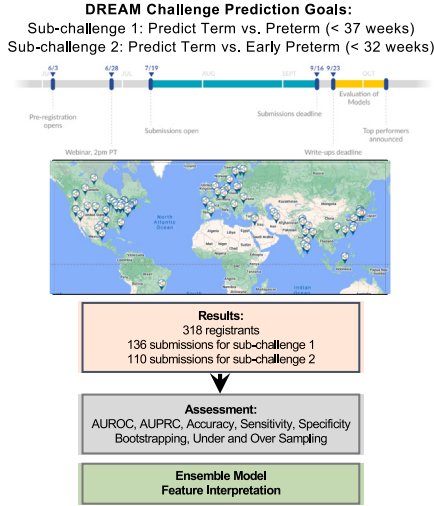 DREAM Challenge Prediction Goals:
Sub-challenge 1: Predict Term vs. Preterm (< 37 weeks)
Sub-challenge 2: Predict Term vs. Early Preterm (< 32 weeks)
6/3
6/28
7/19
9/16
9/23
JUL
AUG
SEPT
OCT
Evaluation of
Models
Submissions deadline
Pre-registration
opens
Submissions open
Top performers
announced
Webinar, 2pm PT
Write-ups deadline
North
Atlantic
Ocean
Indian
Results:
318 registrants
136 submissions for sub-challenge 1
110 submissions for sub-challenge 2
Assessment:
AUROC, AUPRC, Accuracy, Sensitivity, Specificity
Bootstrapping, Under and Over Sampling
Ensemble Model
Feature Interpretation